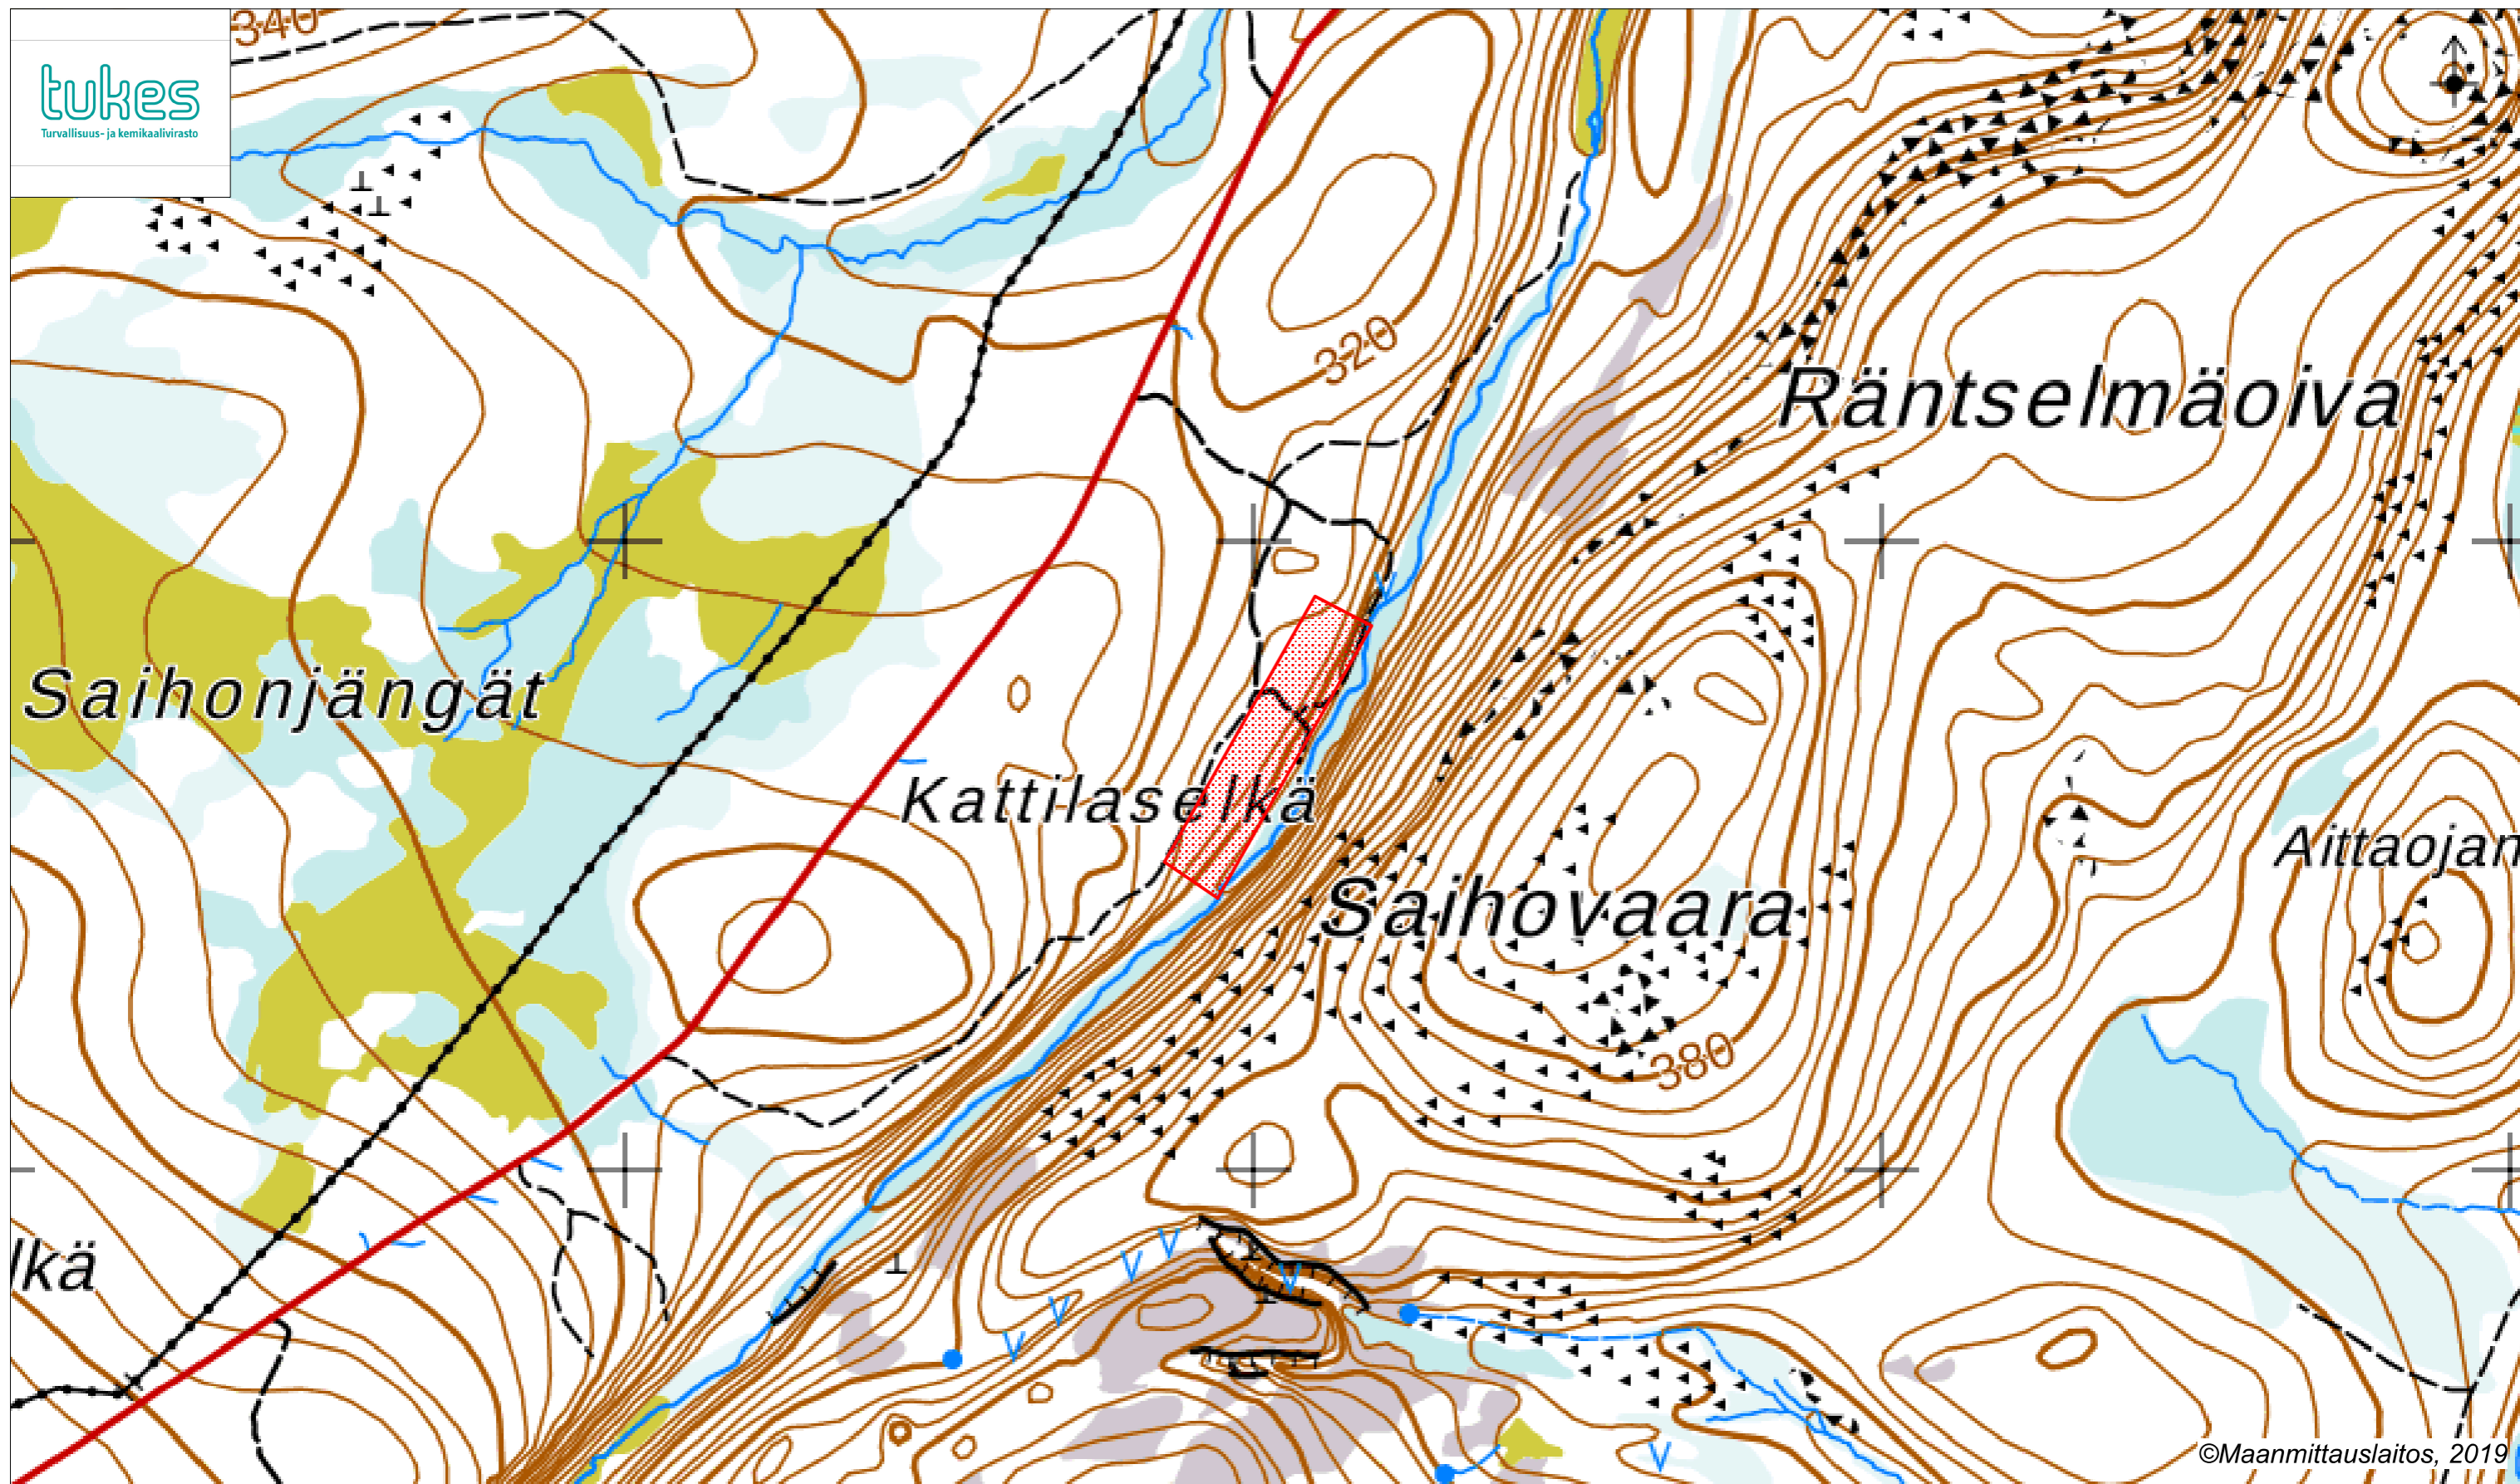 340
tukes
Turvallisuus- ja kemikaalivirasto
320
Räntselmäoiva
Saihonjängät
Kattilaselkä
Aittaojan
Saihovaara
380
lkä
©Maanmittauslaitos, 2019